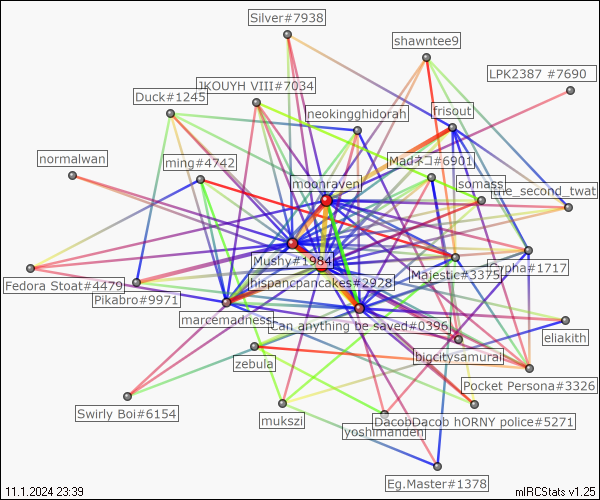 Silver#7938
shawntee9
LPK2387 #7690
JKOUYH VIII#7034
Duck#1245
neokingghidorah
frisout
normalwan
ming#4742
Madネコ#6901
moonraven
somass
the_second_twat
Mushy#1984
Majestic#3375
Gypha#1717
Fedora Stoat#4479
hispanicpancakes#2928
Pikabro#9971
marcemadness
Can anything be saved#0396
eliakith
bigcitysamurai
zebula
Pocket Persona#3326
Swirly Boi#6154
mukszi
DacobDacob hORNY police#5271
yoshimanden
Eg.Master#1378
11.1.2024 23:39
mIRCStats v1.25